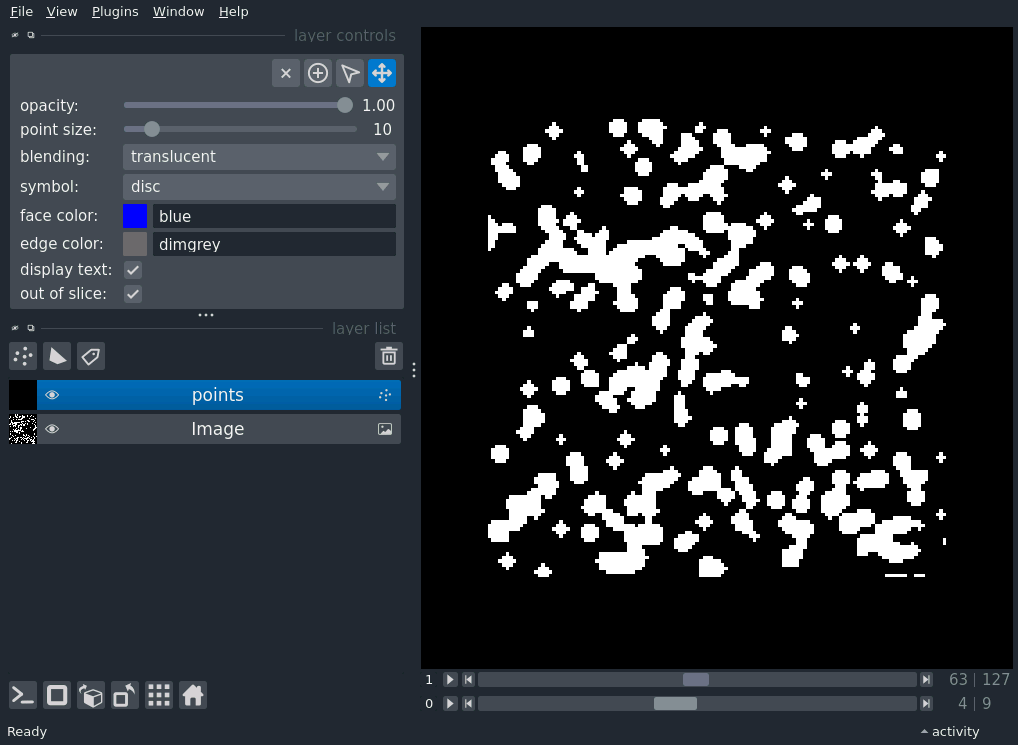 File View Plugins Window Help
layer controls
opacity: 1.00
point size: 10
blending: translucent
symbol: disc
face color: blue
edge color: dimgrey
display text:
out of slice:
layer list
points
Image
1 63 | 127
0 4 | 9
Ready activity